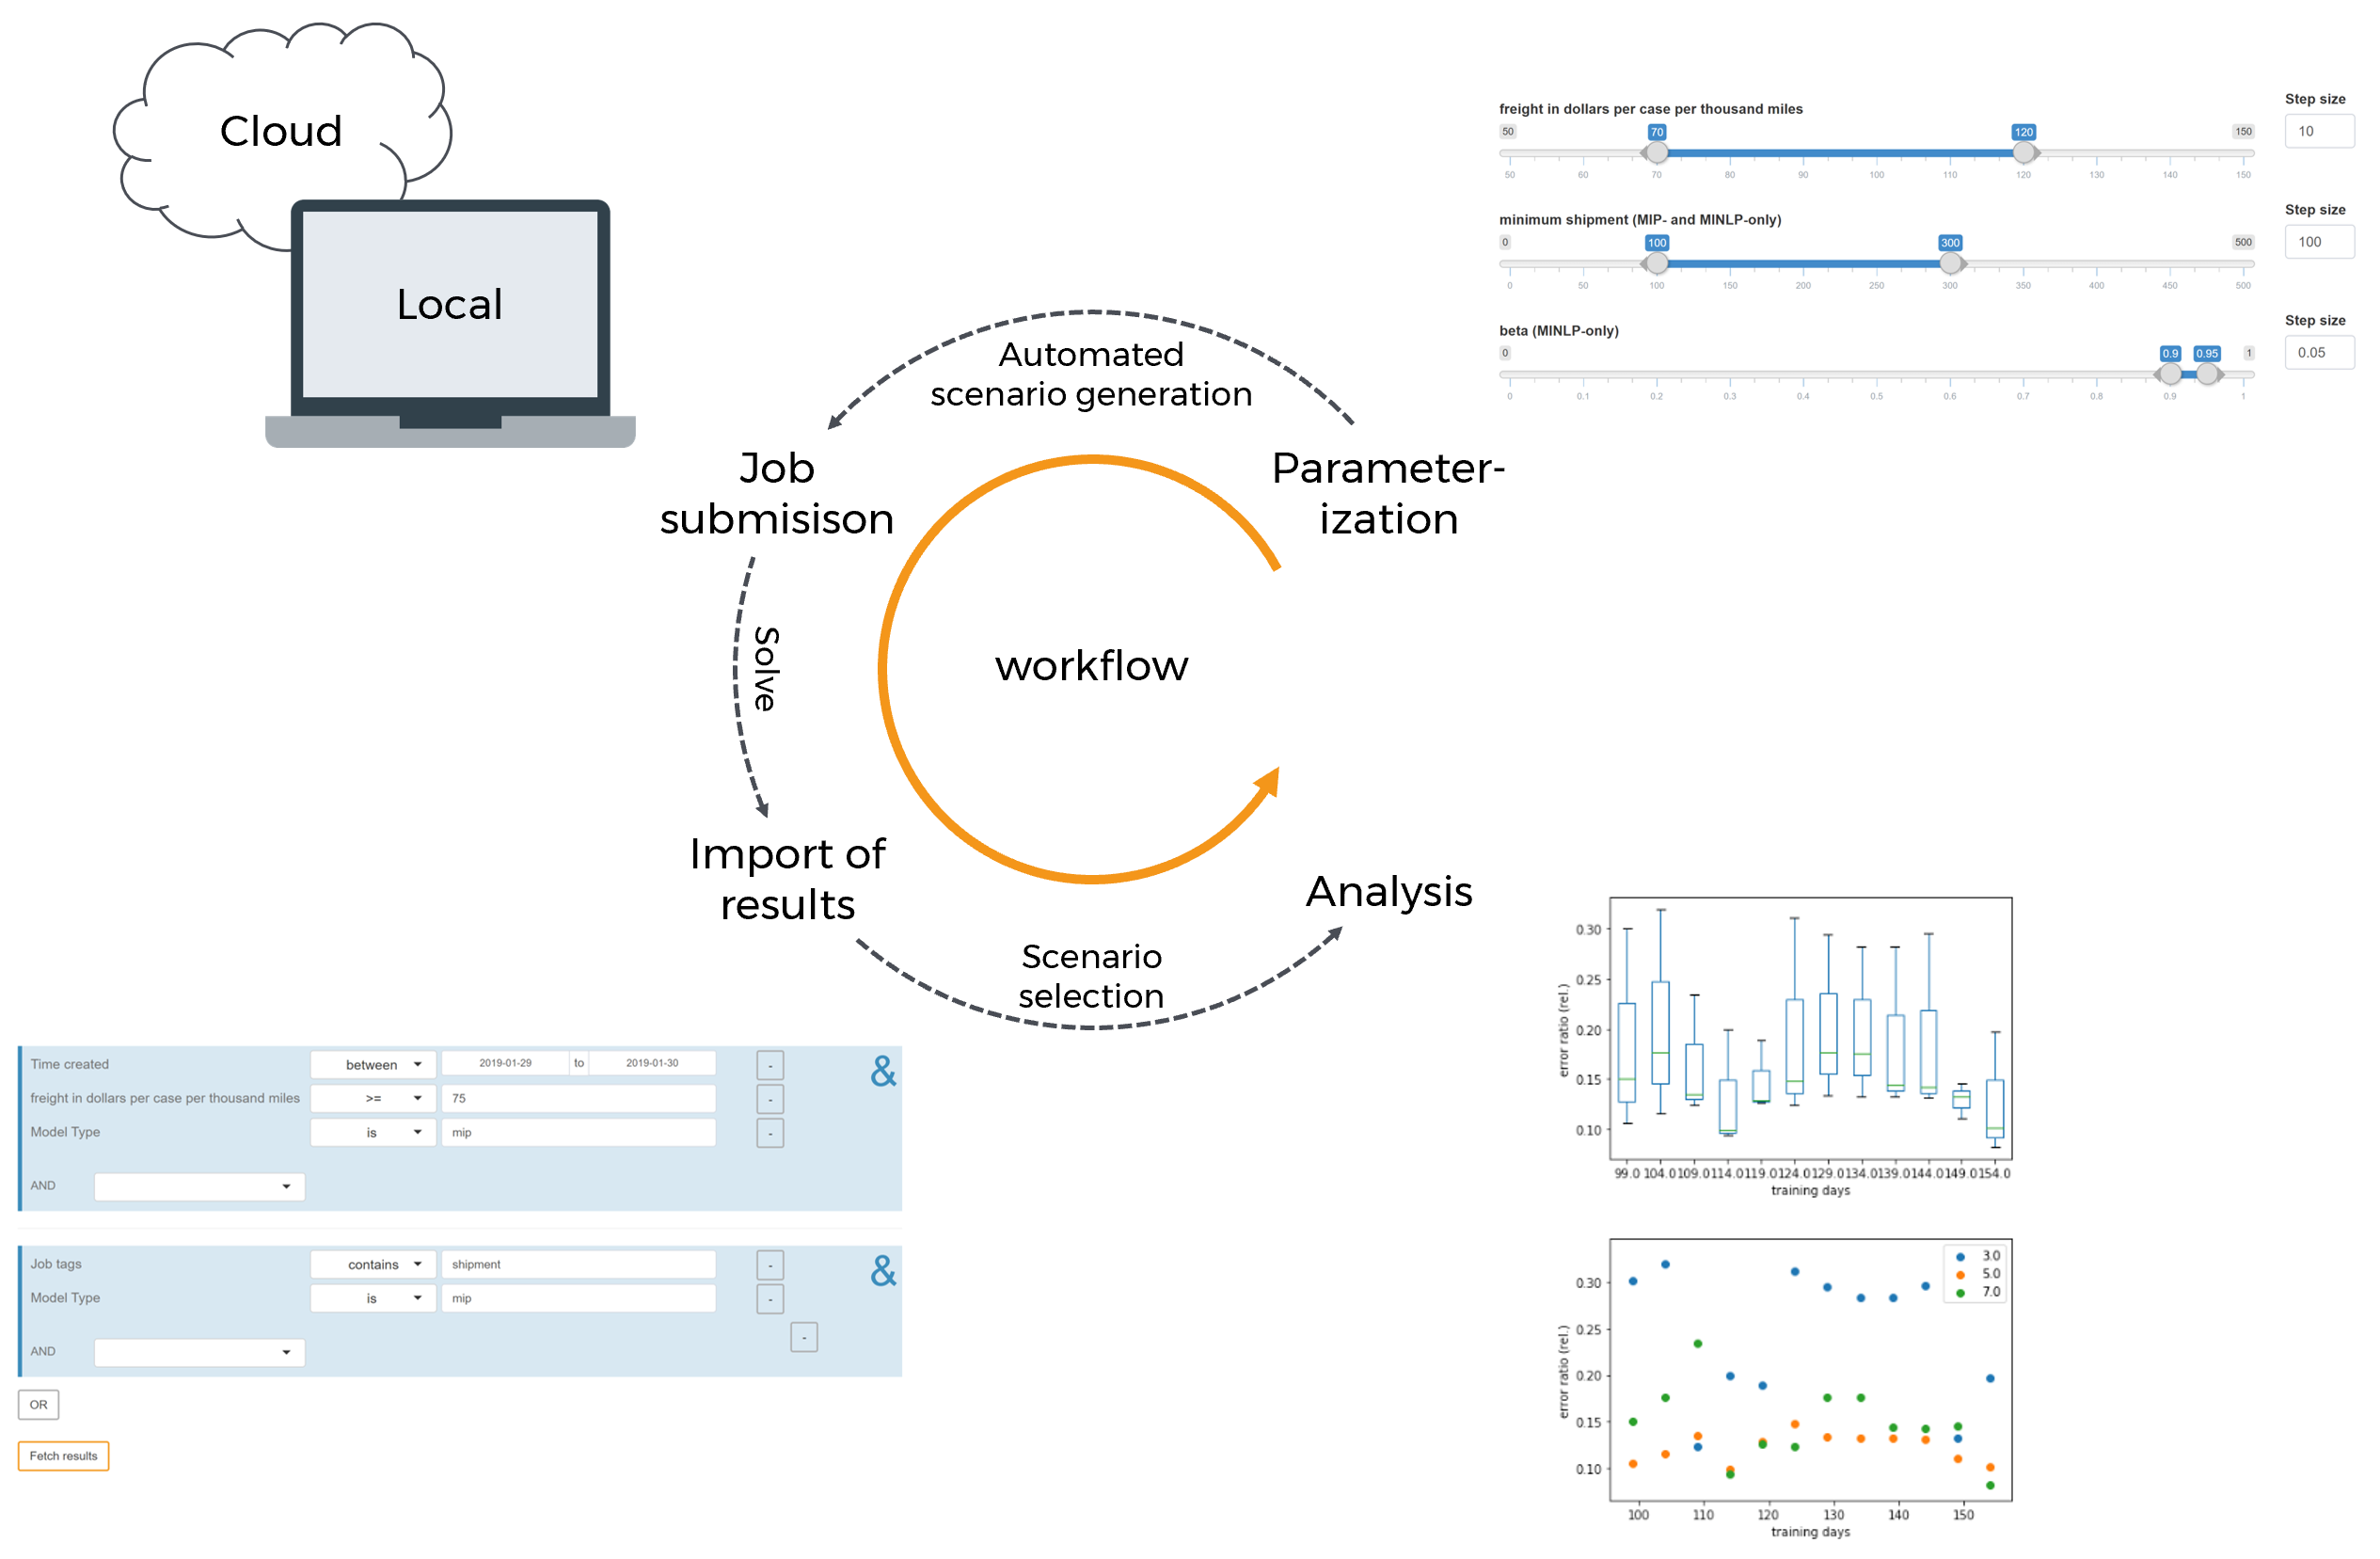 Cloud
Local
freight in dollars per case per thousand miles
Step size
50 70 120 150
10
50 60 70 80 90 100 110 120 130 140 150
minimum shipment (MIP- and MINLP-only)
Step size
0 100 300 500
100
0 50 100 150 200 250 300 350 400 450 500
beta (MINLP-only)
Step size
0 0.9 0.95 1
0.05
0 0.1 0.2 0.3 0.4 0.5 0.6 0.7 0.8 0.9 1
Automated
scenario generation
Job
submisison
Parameter-
ization
Solve
workflow
Import of
results
Analysis
Scenario
selection
Time created between 2019-01-29 to 2019-01-30 - &
freight in dollars per case per thousand miles >= 75 -
Model Type is mip -
AND
Job tags contains shipment - &
Model Type is mip -
-
AND
OR
Fetch results
error ratio (rel.)
0.30
0.25
0.20
0.15
0.10
99.0 104.0 109.0 114.0 119.0 124.0 129.0 134.0 139.0 144.0 149.0 154.0
training days
error ratio (rel.)
3.0
5.0
7.0
0.30
0.25
0.20
0.15
0.10
100 110 120 130 140 150
training days